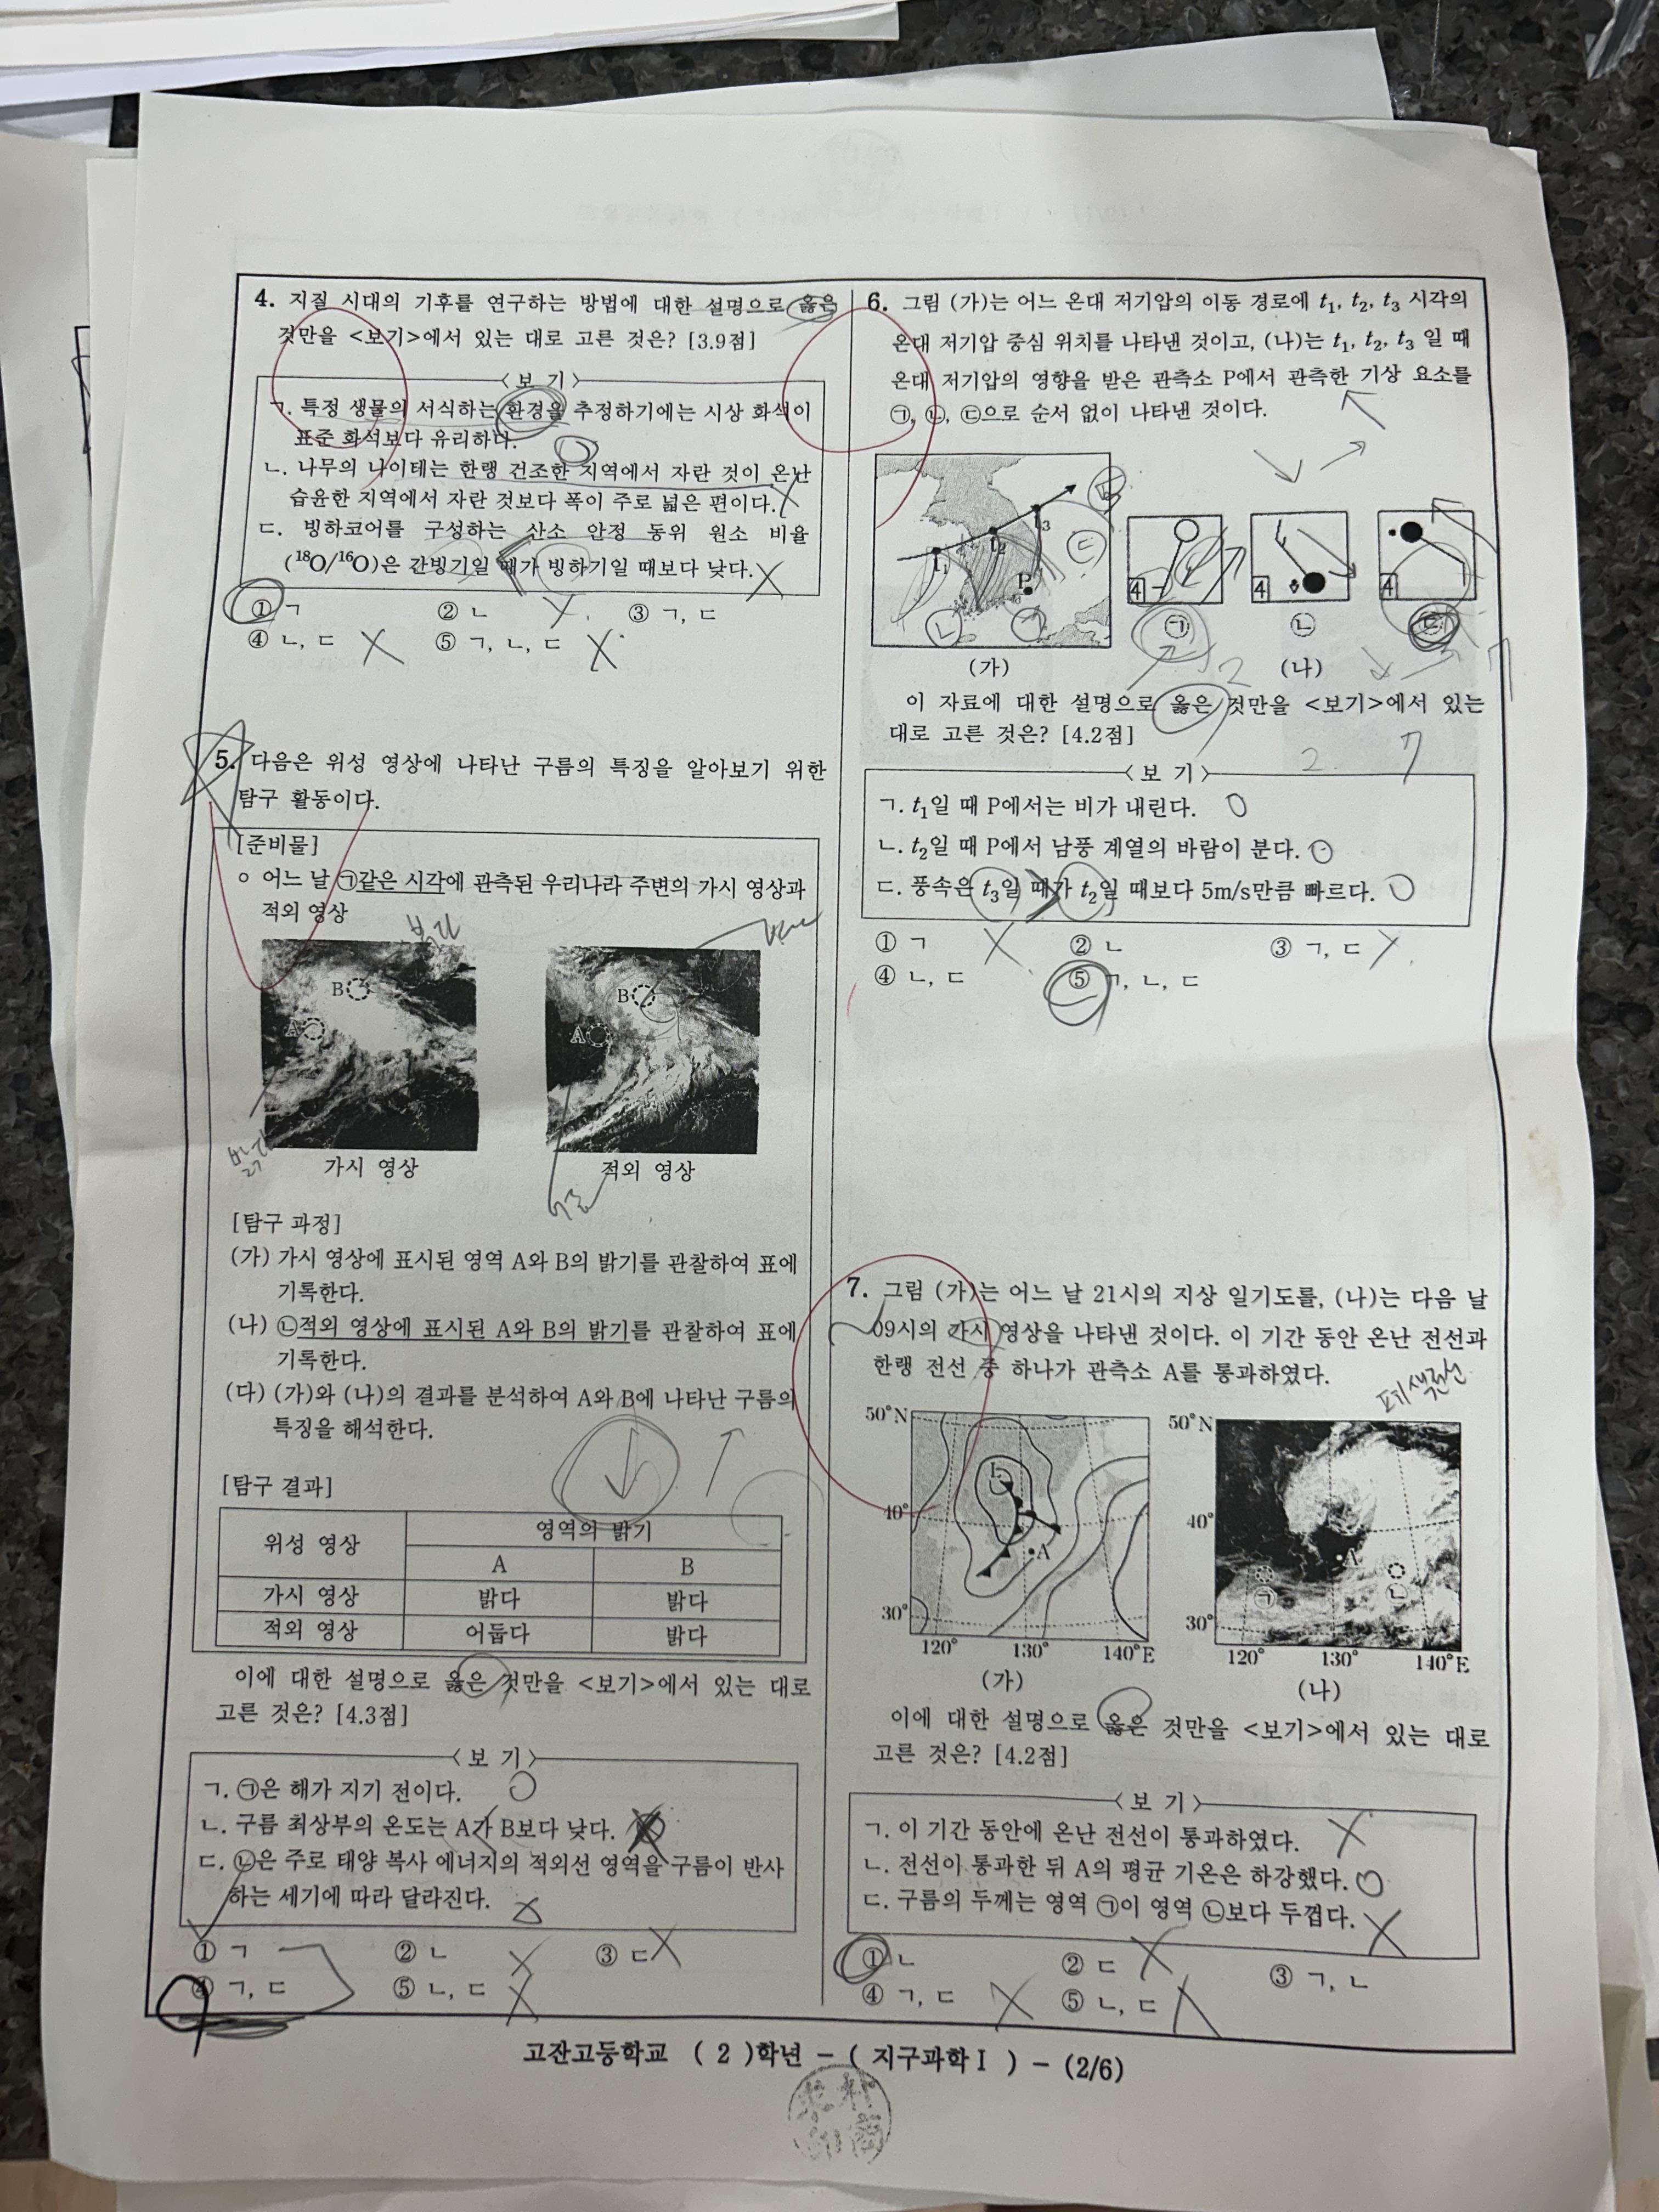 4. 지질 시대의 기후를 연구하는 방법에 대한 설명으로 옳은
것만을 <보기>에서 있는 대로 고른 것은? [3.9점]
<보 기>
ㄱ. 특정 생물의 서식하는 환경을 추정하기에는 시상 화석이
표준 화석보다 유리하다.
ㄴ. 나무의 나이테는 한랭 건조한 지역에서 자란 것이 온난
습윤한 지역에서 자란 것보다 폭이 주로 넓은 편이다.
ㄷ. 빙하코어를 구성하는 산소 안정 동위 원소 비율
(¹⁸O/¹⁶O)은 간빙기일 때가 빙하기일 때보다 낮다.
① ㄱ ② ㄴ ③ ㄱ, ㄷ
④ ㄴ, ㄷ ⑤ ㄱ, ㄴ, ㄷ
5. 다음은 위성 영상에 나타난 구름의 특징을 알아보기 위한
탐구 활동이다.
[준비물]
ㅇ 어느 날 ㉠같은 시각에 관측된 우리나라 주변의 가시 영상과
적외 영상
B
A
B
A
가시 영상
적외 영상
[탐구 과정]
(가) 가시 영상에 표시된 영역 A와 B의 밝기를 관찰하여 표에
기록한다.
(나) ㉡적외 영상에 표시된 A와 B의 밝기를 관찰하여 표에
기록한다.
(다) (가)와 (나)의 결과를 분석하여 A와 B에 나타난 구름의
특징을 해석한다.
[탐구 결과]
위성 영상 영역의 밝기
A B
가시 영상 밝다 밝다
적외 영상 어둡다 밝다
이에 대한 설명으로 옳은 것만을 <보기>에서 있는 대로
고른 것은? [4.3점]
<보 기>
ㄱ. ㉠은 해가 지기 전이다.
ㄴ. 구름 최상부의 온도는 A가 B보다 낮다.
ㄷ. ㉡은 주로 태양 복사 에너지의 적외선 영역을 구름이 반사
하는 세기에 따라 달라진다.
① ㄱ ② ㄴ ③ ㄷ
④ ㄱ, ㄷ ⑤ ㄴ, ㄷ
6. 그림 (가)는 어느 온대 저기압의 이동 경로에 t₁, t₂, t₃ 시각의
온대 저기압 중심 위치를 나타낸 것이고, (나)는 t₁, t₂, t₃ 일 때
온대 저기압의 영향을 받은 관측소 P에서 관측한 기상 요소를
㉠, ㉡, ㉢으로 순서 없이 나타낸 것이다.
t₁
t₂
t₃
P
4 4 4
㉠ ㉡ ㉢
(가) (나)
이 자료에 대한 설명으로 옳은 것만을 <보기>에서 있는
대로 고른 것은? [4.2점]
<보 기>
ㄱ. t₁일 때 P에서는 비가 내린다.
ㄴ. t₂일 때 P에서 남풍 계열의 바람이 분다.
ㄷ. 풍속은 t₃일 때가 t₂일 때보다 5m/s만큼 빠르다.
① ㄱ ② ㄴ ③ ㄱ, ㄷ
④ ㄴ, ㄷ ⑤ ㄱ, ㄴ, ㄷ
7. 그림 (가)는 어느 날 21시의 지상 일기도를, (나)는 다음 날
09시의 가시 영상을 나타낸 것이다. 이 기간 동안 온난 전선과
한랭 전선 중 하나가 관측소 A를 통과하였다.
폐색전선
50°N
40°
30°
120° 130° 140°E
L
A
(가)
50°N
40°
30°
120° 130° 140°E
A
㉠
㉡
(나)
이에 대한 설명으로 옳은 것만을 <보기>에서 있는 대로
고른 것은? [4.2점]
<보 기>
ㄱ. 이 기간 동안에 온난 전선이 통과하였다.
ㄴ. 전선이 통과한 뒤 A의 평균 기온은 하강했다.
ㄷ. 구름의 두께는 영역 ㉠이 영역 ㉡보다 두껍다.
① ㄴ ② ㄷ ③ ㄱ, ㄴ
④ ㄱ, ㄷ ⑤ ㄴ, ㄷ
고잔고등학교 ( 2 )학년 - ( 지구과학Ⅰ ) - (2/6)